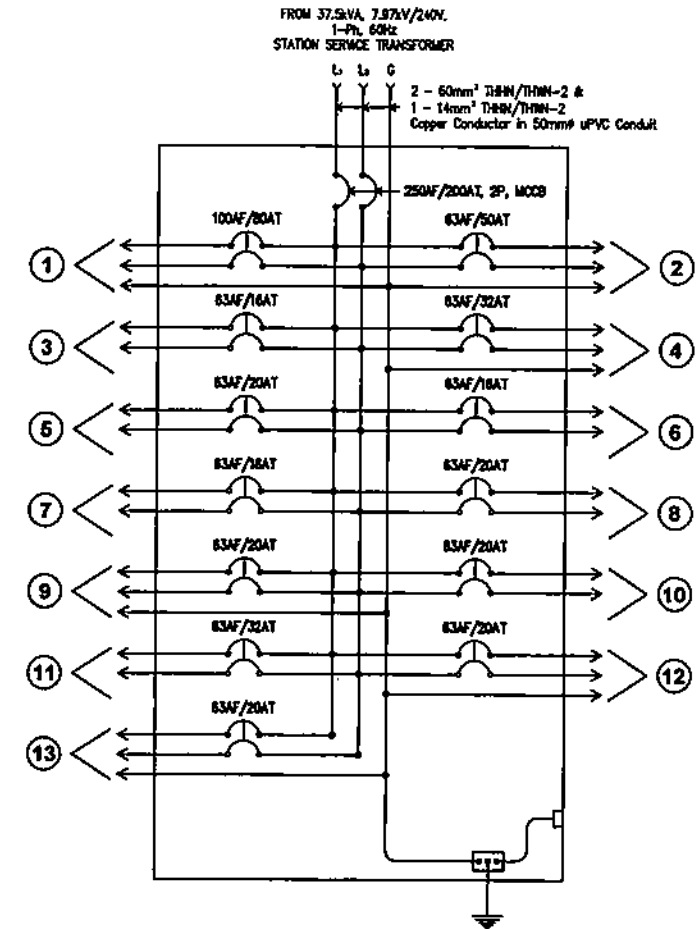 FROM 37.5kVA, 7.97kV/240V,
1-Ph, 60Hz
STATION SERVICE TRANSFORMER
L₁ L₂ G
2 - 60mm² THHN/THWN-2 &
1 - 14mm² THHN/THWN-2
Copper Conductor in 50mmø uPVC Conduit
250AF/200AT, 2P, MCCB
100AF/80AT 63AF/50AT
1 2
63AF/16AT 63AF/32AT
3 4
63AF/20AT 63AF/16AT
5 6
63AF/16AT 63AF/20AT
7 8
63AF/20AT 63AF/20AT
9 10
63AF/32AT 63AF/20AT
11 12
63AF/20AT
13